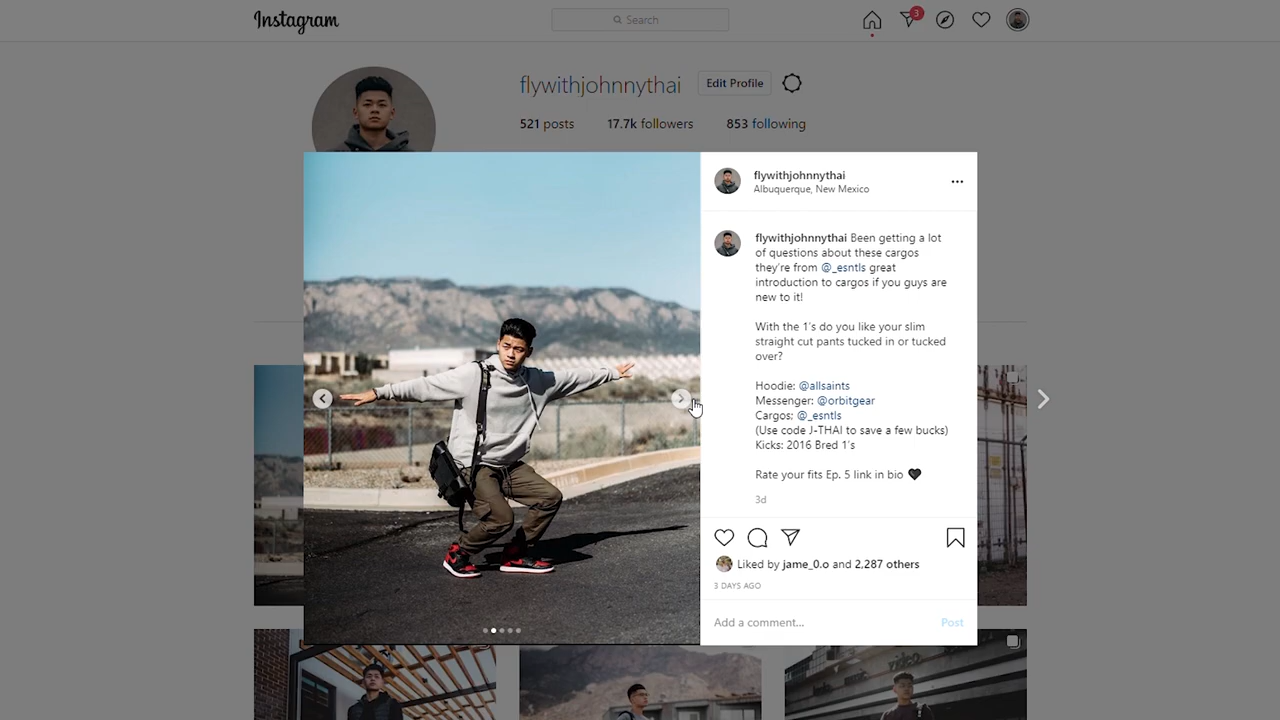 Instagram
Search
3
flywithjohnnythai
Edit Profile
521 posts
17.7k followers
853 following
flywithjohnnythai
Albuquerque, New Mexico
flywithjohnnythai Been getting a lot
of questions about these cargos
they're from @_esntls great
introduction to cargos if you guys are
new to it!
With the 1's do you like your slim
straight cut pants tucked in or tucked
over?
Hoodie: @allsaints
Messenger: @orbitgear
Cargos: @_esntls
(Use code J-THAI to save a few bucks)
Kicks: 2016 Bred 1's
Rate your fits Ep. 5 link in bio 🖤
3d
Liked by jame_0.o and 2,287 others
3 DAYS AGO
Add a comment...
Post
video